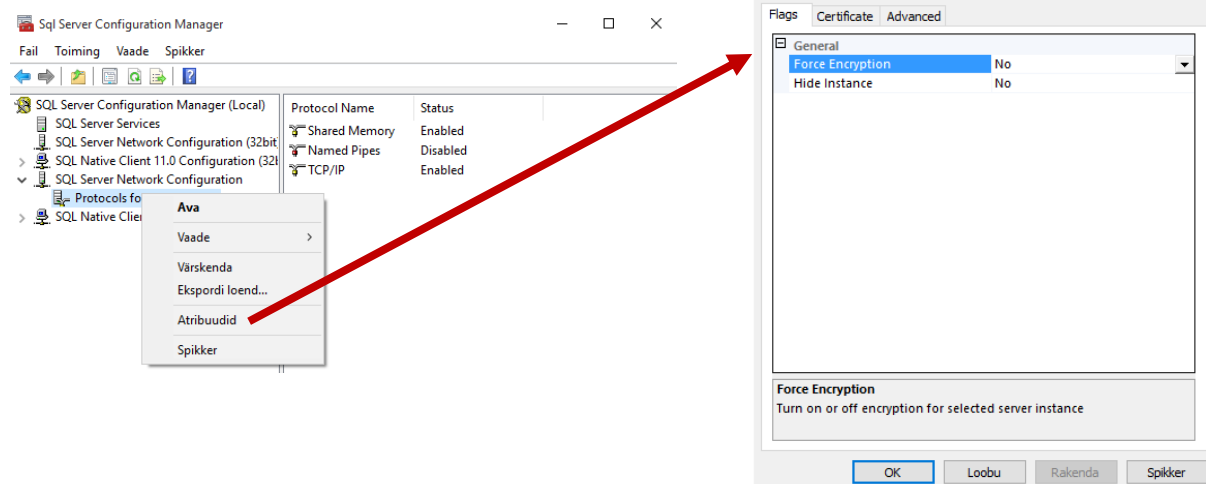 Sql Server Configuration Manager
Fail Toiming Vaade Spikker
SQL Server Configuration Manager (Local)
SQL Server Services
SQL Server Network Configuration (32bit
SQL Native Client 11.0 Configuration (32b
SQL Server Network Configuration
Protocols fo
SQL Native Clie
Protocol Name Status
Shared Memory Enabled
Named Pipes Disabled
TCP/IP Enabled
Ava
Vaade
Värskenda
Ekspordi loend...
Atribuudid
Spikker
Flags Certificate Advanced
General
Force Encryption No
Hide Instance No
Force Encryption
Turn on or off encryption for selected server instance
OK Loobu Rakenda Spikker